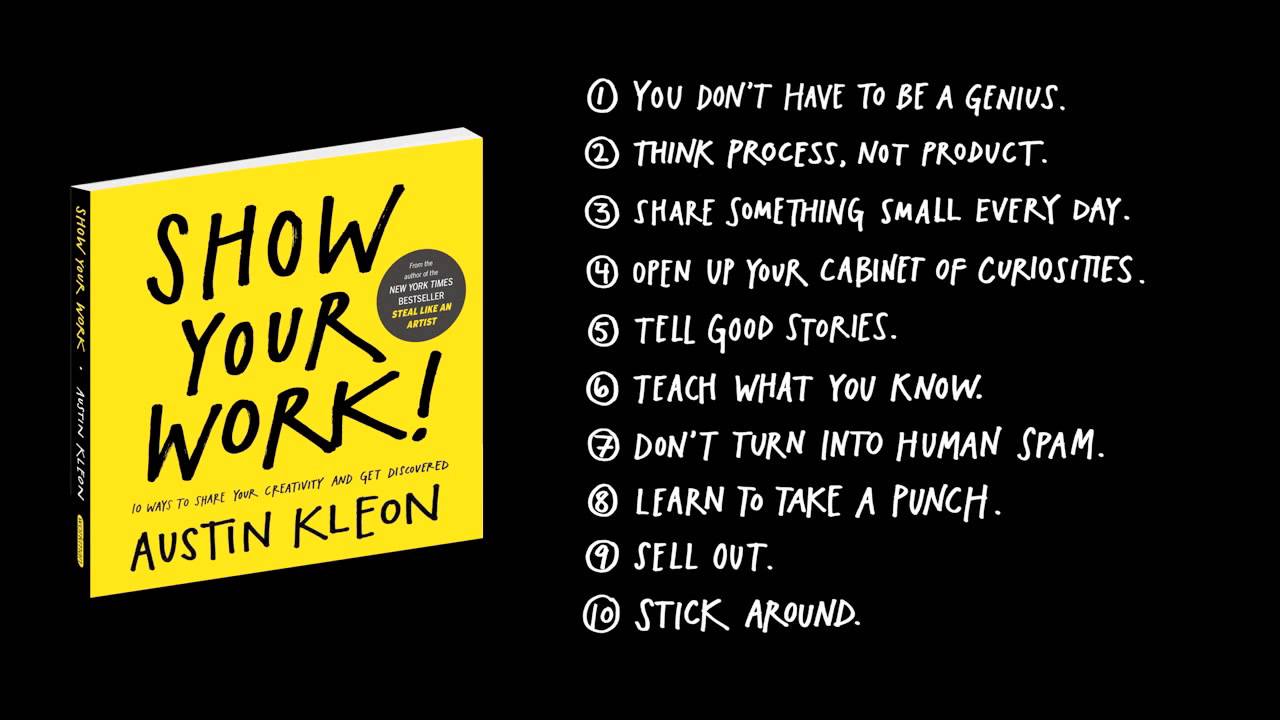 SHOW YOUR WORK • AUSTIN KLEON
SHOW
YOUR
WORK!
From the
author of the
NEW YORK TIMES
BESTSELLER
STEAL LIKE AN
ARTIST
10 WAYS TO SHARE YOUR CREATIVITY AND GET DISCOVERED
AUSTIN KLEON
1 YOU DON'T HAVE TO BE A GENIUS.
2 THINK PROCESS, NOT PRODUCT.
3 SHARE SOMETHING SMALL EVERY DAY.
4 OPEN UP YOUR CABINET OF CURIOSITIES.
5 TELL GOOD STORIES.
6 TEACH WHAT YOU KNOW.
7 DON'T TURN INTO HUMAN SPAM.
8 LEARN TO TAKE A PUNCH.
9 SELL OUT.
10 STICK AROUND.